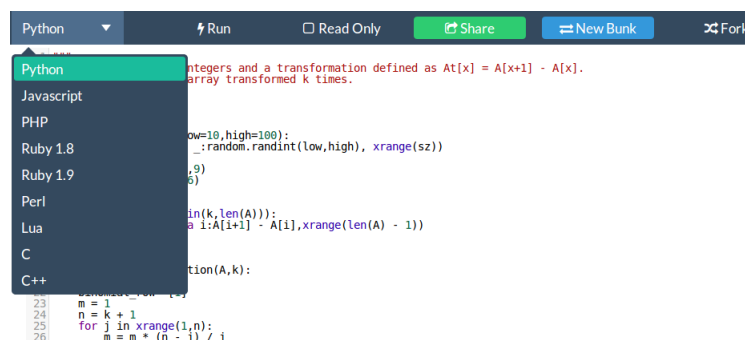 Python Run Read Only Share New Bunk Fork
Python
Javascript
PHP
Ruby 1.8
Ruby 1.9
Perl
Lua
C
C++
ntegers and a transformation defined as At[x] = A[x+1] - A[x].
array transformed k times.
ow=10,high=100):
_:random.randint(low,high), xrange(sz))
,9)
6)
in(k,len(A))):
a i:A[i+1] - A[i],xrange(len(A) - 1))
tion(A,k):
23 m = 1
24 n = k + 1
25 for j in xrange(1,n):
26 m = m * (n - j) / j